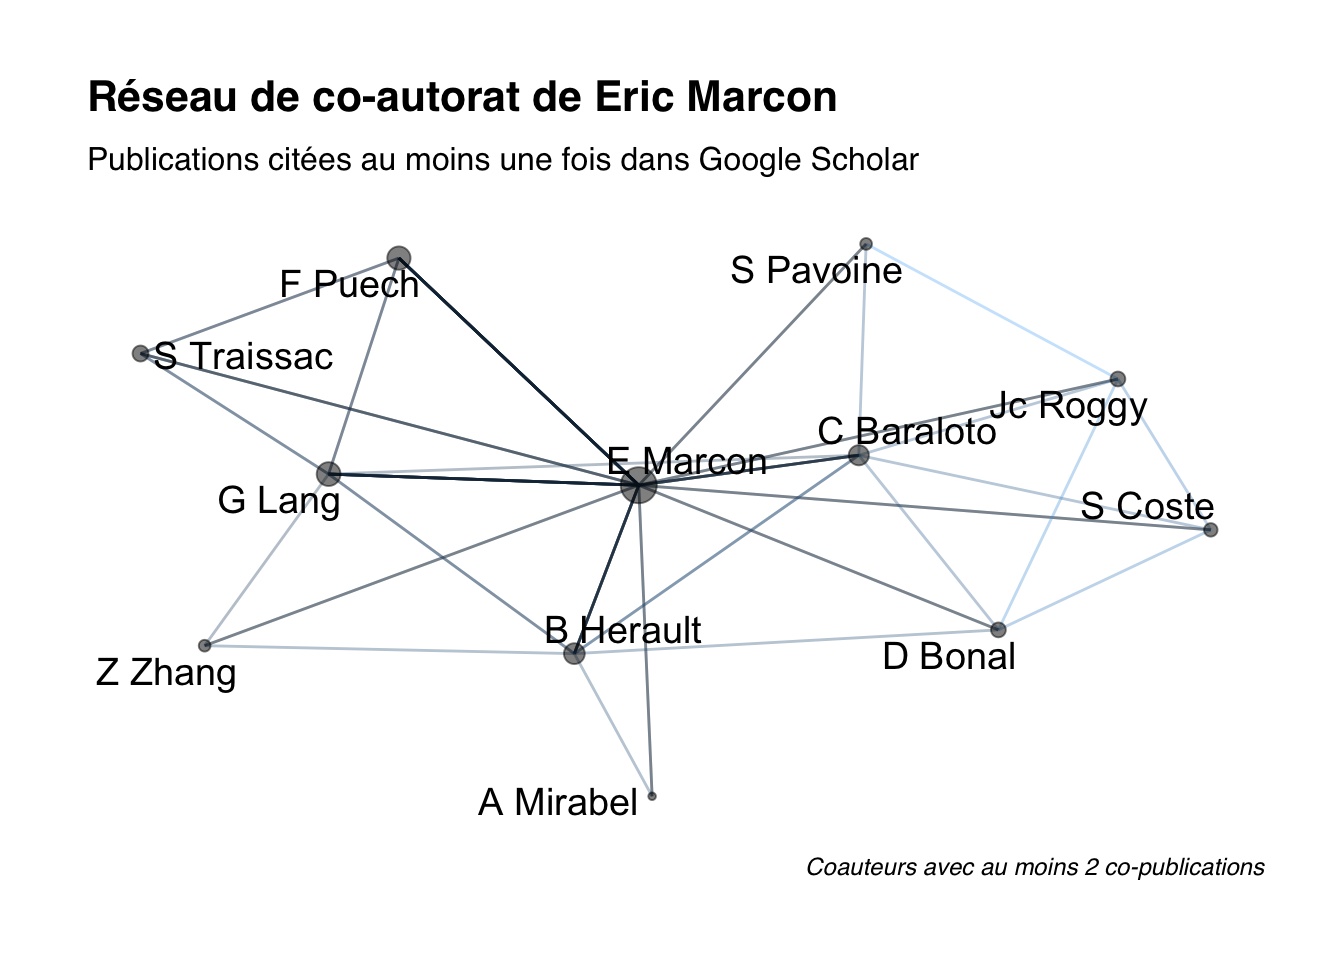 Réseau de co-autorat de Eric Marcon
Publications citées au moins une fois dans Google Scholar
S Pavoine
F Puech
S Traissac
Jc Roggy
C Baraloto
E Marcon
G Lang
S Coste
B Herault
D Bonal
Z Zhang
A Mirabel
Coauteurs avec au moins 2 co-publications